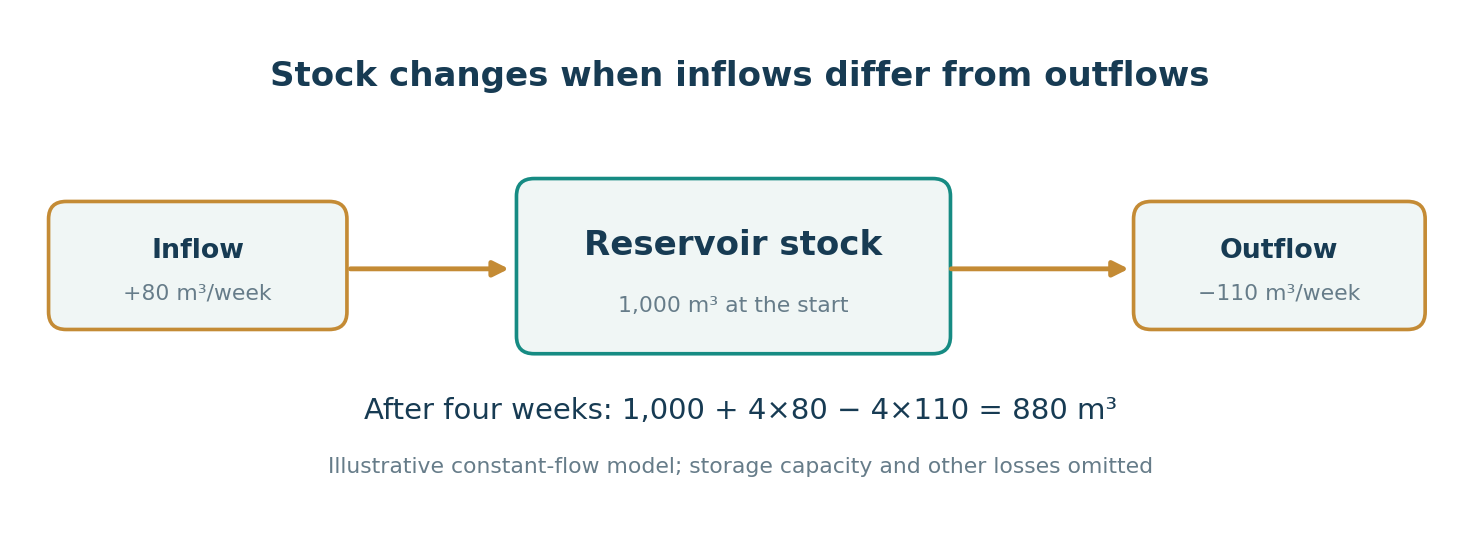 Stock changes when inflows differ from outflows
Inflow
+80 m³/week
Reservoir stock
1,000 m³ at the start
Outflow
−110 m³/week
After four weeks: 1,000 + 4×80 − 4×110 = 880 m³
Illustrative constant-flow model; storage capacity and other losses omitted